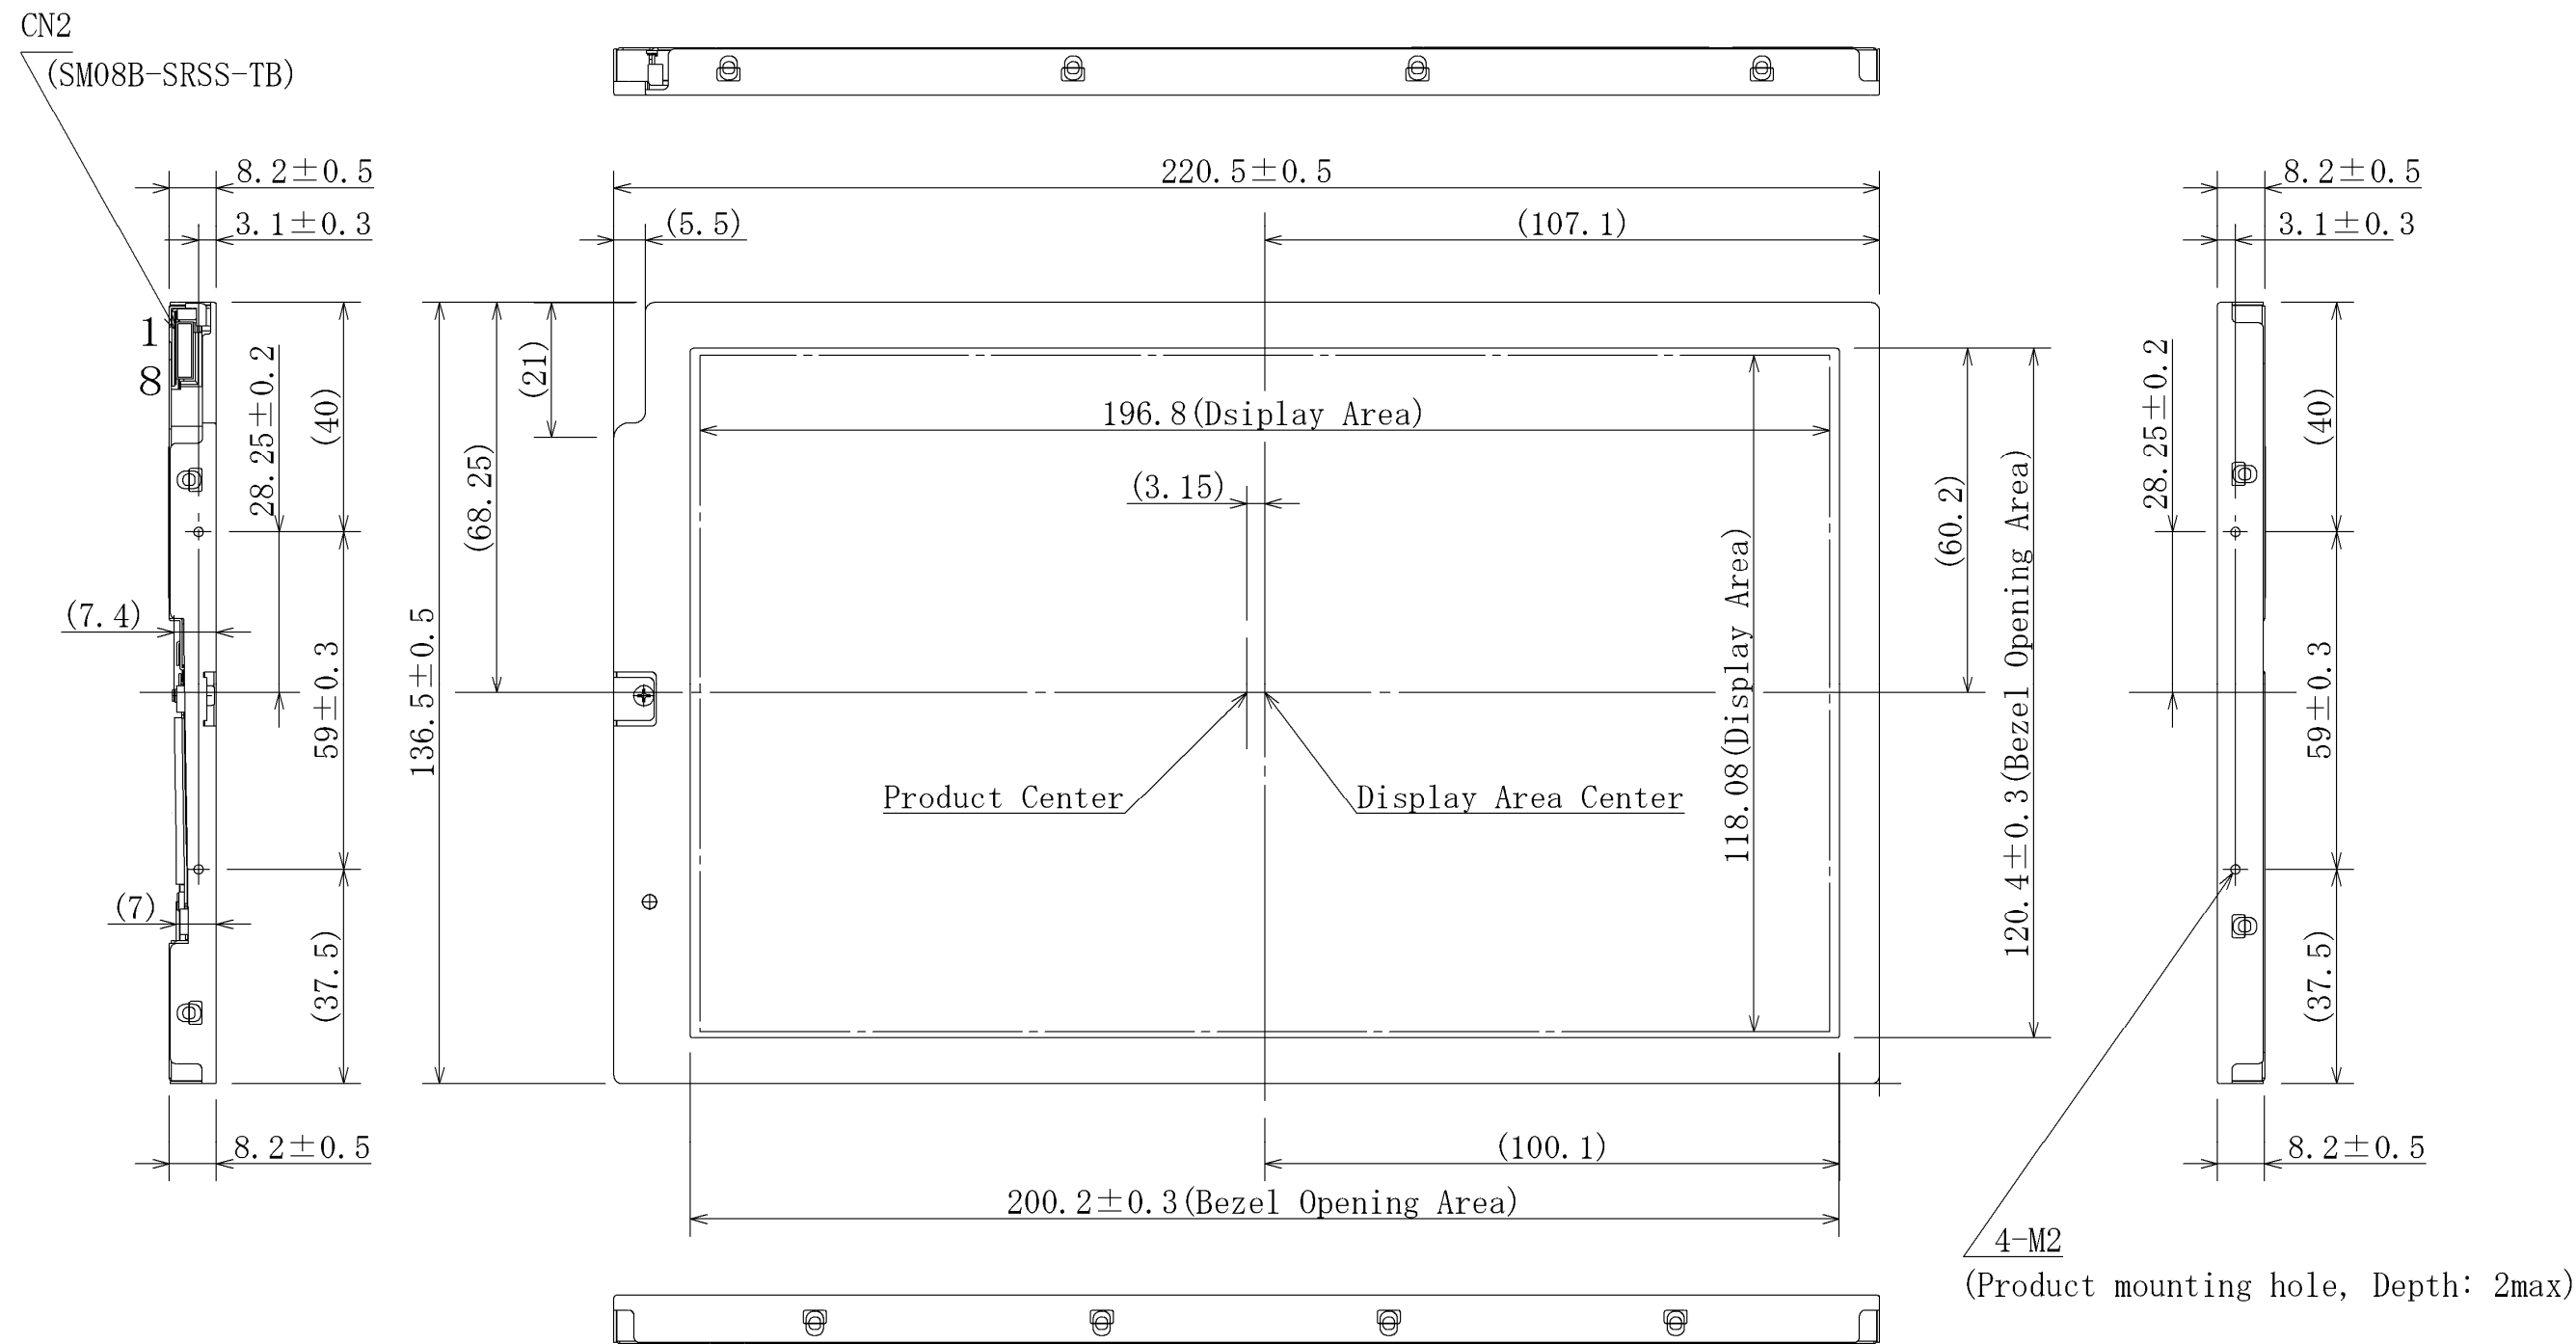 CN2
(SM08B-SRSS-TB)
8.2±0.5
220.5±0.5
8.2±0.5
3.1±0.3
(5.5)
(107.1)
3.1±0.3
1
8
28.25±0.2
(40)
(21)
(68.25)
196.8(Dsiplay Area)
(3.15)
(60.2)
28.25±0.2
(40)
(7.4)
136.5±0.5
59±0.3
118.08(Display Area)
120.4±0.3(Bezel Opening Area)
59±0.3
Product Center
Display Area Center
(7)
(37.5)
(37.5)
8.2±0.5
(100.1)
8.2±0.5
200.2±0.3(Bezel Opening Area)
4-M2
(Product mounting hole, Depth: 2max)